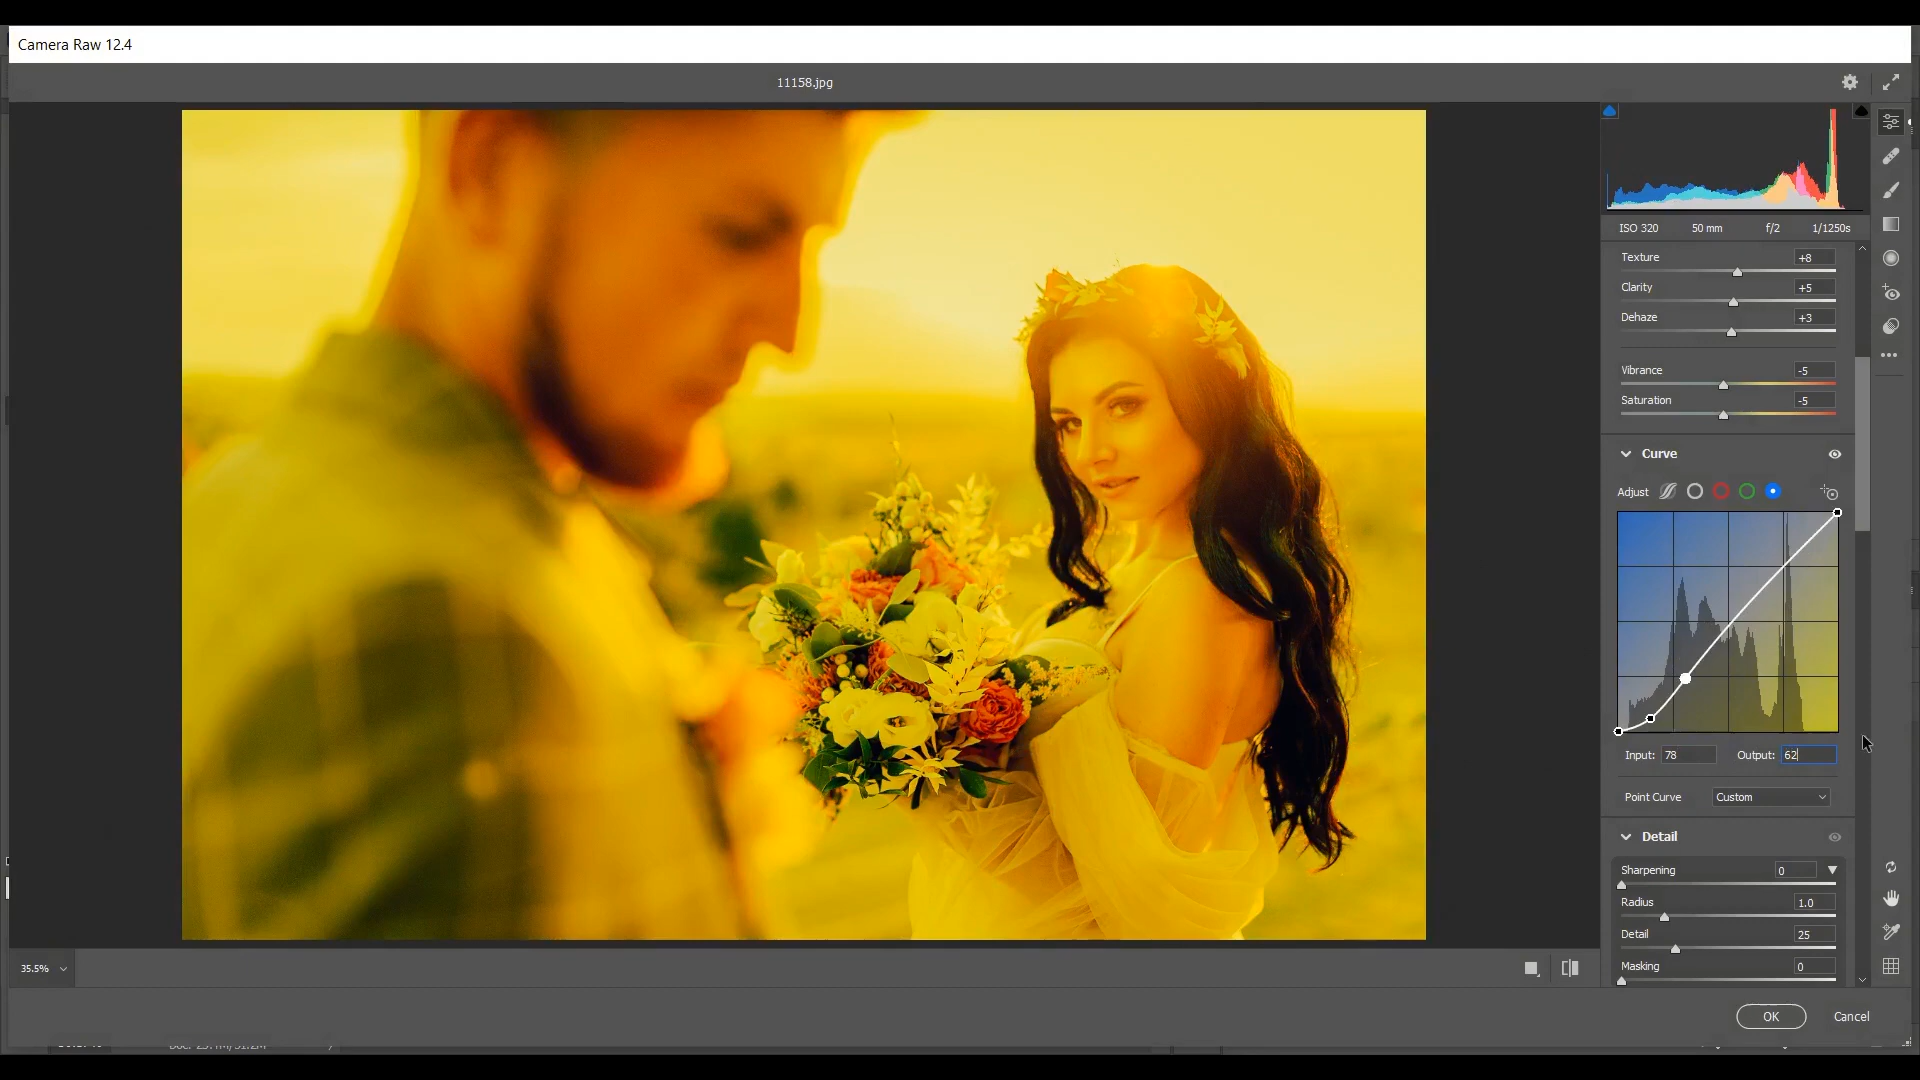 Camera Raw 12.4
11158.jpg
ISO 320 50 mm f/2 1/1250s
Texture +8
Clarity +5
Dehaze +3
Vibrance -5
Saturation -5
Curve
Adjust
Input: 78 Output: 62
Point Curve Custom
Detail
Sharpening 0
Radius 1.0
Detail 25
Masking 0
35.5%
OK Cancel